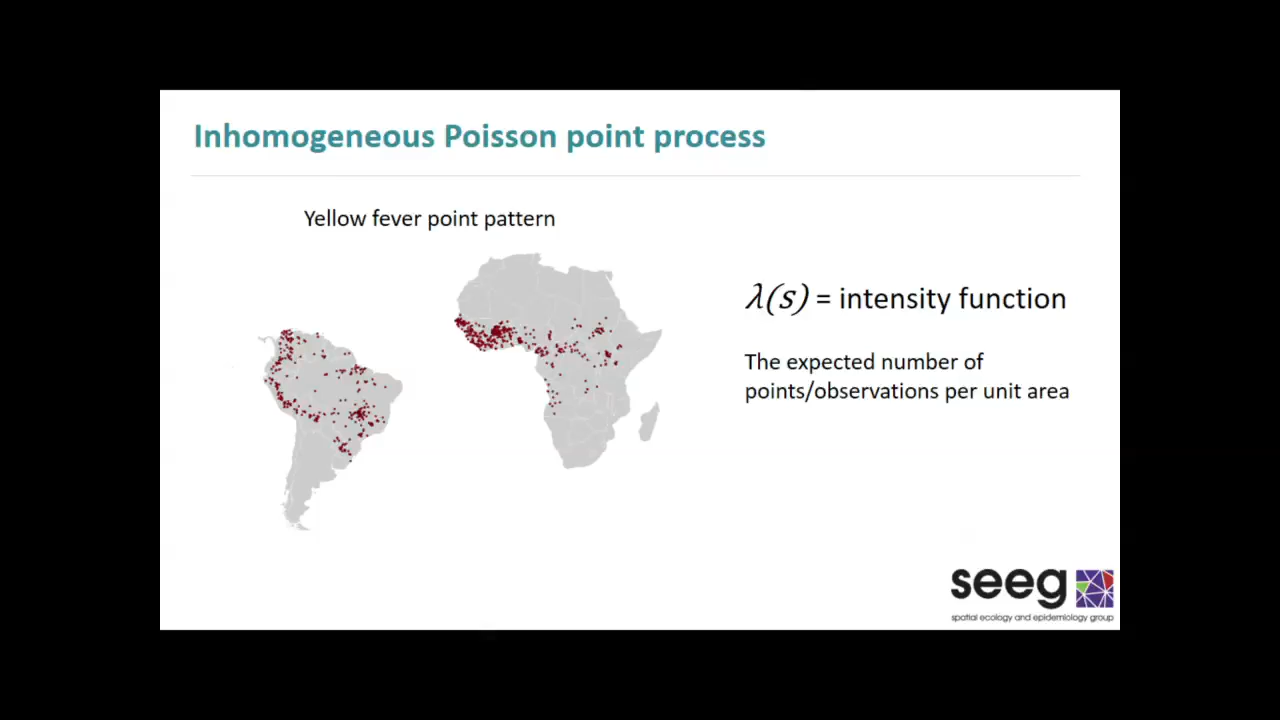 Inhomogeneous Poisson point process
Yellow fever point pattern
λ(s) = intensity function
The expected number of
points/observations per unit area
seeg
spatial ecology and epidemiology group